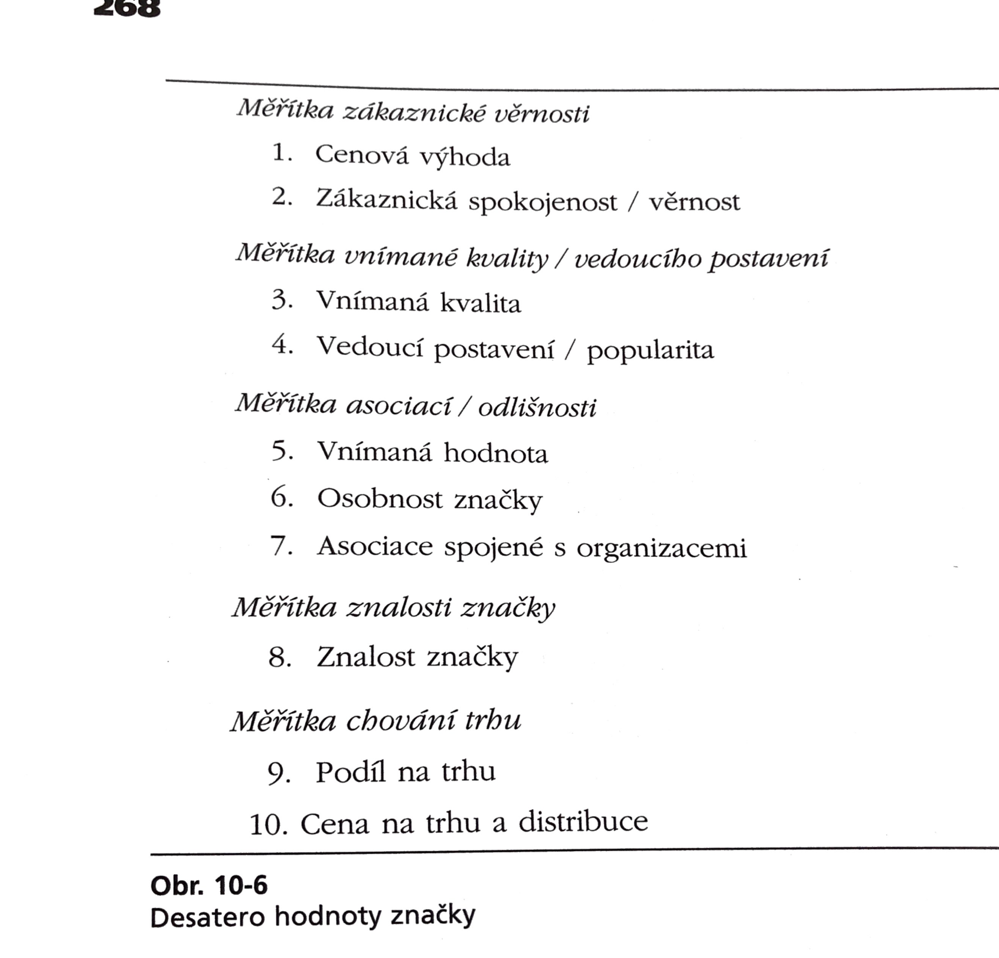 268
Měřítka zákaznické věrnosti
1. Cenová výhoda
2. Zákaznická spokojenost / věrnost
Měřítka vnímané kvality / vedoucího postavení
3. Vnímaná kvalita
4. Vedoucí postavení / popularita
Měřítka asociací / odlišnosti
5. Vnímaná hodnota
6. Osobnost značky
7. Asociace spojené s organizacemi
Měřítka znalosti značky
8. Znalost značky
Měřítka chování trhu
9. Podíl na trhu
10. Cena na trhu a distribuce
Obr. 10-6
Desatero hodnoty značky